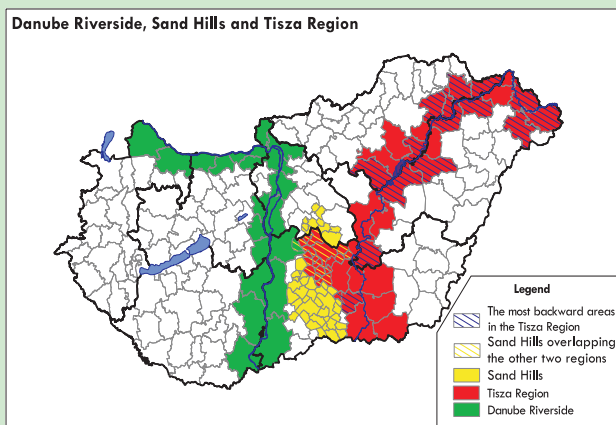 Danube Riverside, Sand Hills and Tisza Region
Legend
The most backward areas
in the Tisza Region
Sand Hills overlapping
the other two regions
Sand Hills
Tisza Region
Danube Riverside